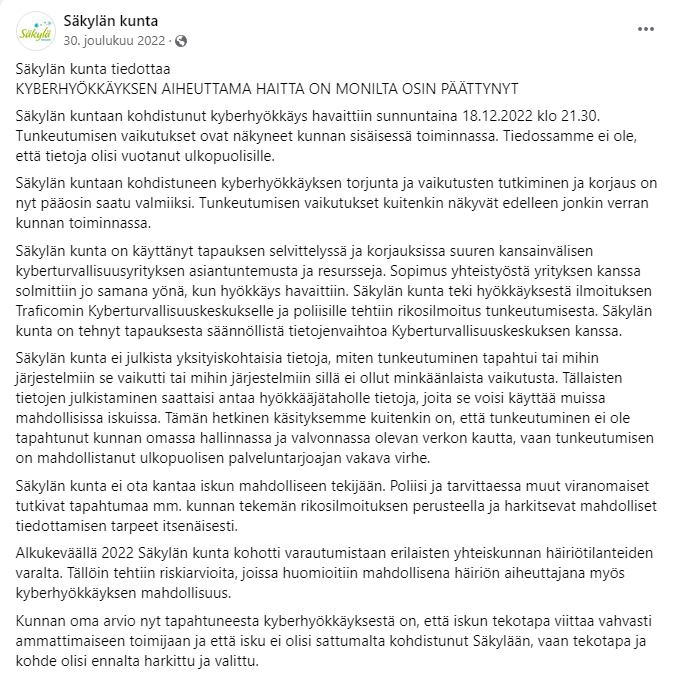 Säkylä
Säkylän kunta
30. joulukuu 2022 ·
Säkylän kunta tiedottaa
KYBERHYÖKKÄYKSEN AIHEUTTAMA HAITTA ON MONILTA OSIN PÄÄTTYNYT
Säkylän kuntaan kohdistunut kyberhyökkäys havaittiin sunnuntaina 18.12.2022 klo 21.30.
Tunkeutumisen vaikutukset ovat näkyneet kunnan sisäisessä toiminnassa. Tiedossamme ei ole,
että tietoja olisi vuotanut ulkopuolisille.
Säkylän kuntaan kohdistuneen kyberhyökkäyksen torjunta ja vaikutusten tutkiminen ja korjaus on
nyt pääosin saatu valmiiksi. Tunkeutumisen vaikutukset kuitenkin näkyvät edelleen jonkin verran
kunnan toiminnassa.
Säkylän kunta on käyttänyt tapauksen selvittelyssä ja korjauksissa suuren kansainvälisen
kyberturvallisuusyrityksen asiantuntemusta ja resursseja. Sopimus yhteistyöstä yrityksen kanssa
solmittiin jo samana yönä, kun hyökkäys havaittiin. Säkylän kunta teki hyökkäyksestä ilmoituksen
Traficomin Kyberturvallisuuskeskukselle ja poliisille tehtiin rikosilmoitus tunkeutumisesta. Säkylän
kunta on tehnyt tapauksesta säännöllistä tietojenvaihtoa Kyberturvallisuuskeskuksen kanssa.
Säkylän kunta ei julkista yksityiskohtaisia tietoja, miten tunkeutuminen tapahtui tai mihin
järjestelmiin se vaikutti tai mihin järjestelmiin sillä ei ollut minkäänlaista vaikutusta. Tällaisten
tietojen julkistaminen saattaisi antaa hyökkääjätaholle tietoja, joita se voisi käyttää muissa
mahdollisissa iskuissa. Tämän hetkinen käsityksemme kuitenkin on, että tunkeutuminen ei ole
tapahtunut kunnan omassa hallinnassa ja valvonnassa olevan verkon kautta, vaan tunkeutumisen
on mahdollistanut ulkopuolisen palveluntarjoajan vakava virhe.
Säkylän kunta ei ota kantaa iskun mahdolliseen tekijään. Poliisi ja tarvittaessa muut viranomaiset
tutkivat tapahtumaa mm. kunnan tekemän rikosilmoituksen perusteella ja harkitsevat mahdolliset
tiedottamisen tarpeet itsenäisesti.
Alkukeväällä 2022 Säkylän kunta kohotti varautumistaan erilaisten yhteiskunnan häiriötilanteiden
varalta. Tällöin tehtiin riskiarvioita, joissa huomioitiin mahdollisena häiriön aiheuttajana myös
kyberhyökkäyksen mahdollisuus.
Kunnan oma arvio nyt tapahtuneesta kyberhyökkäyksestä on, että iskun tekotapa viittaa vahvasti
ammattimaiseen toimijaan ja että isku ei olisi sattumalta kohdistunut Säkylään, vaan tekotapa ja
kohde olisi ennalta harkittu ja valittu.